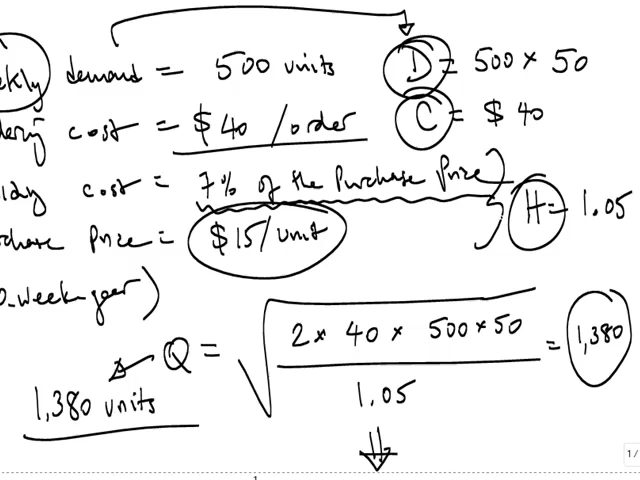 ekly demand = 500 units D = 500 × 50
dering cost = $40 /order C = $40
lding cost = 7% of the Purchase Price H = 1.05
rchase Price = $15/unit
0-week year)
Q = √ 2 × 40 × 500 × 50 = 1,380
1,380 units 1.05
1/
1